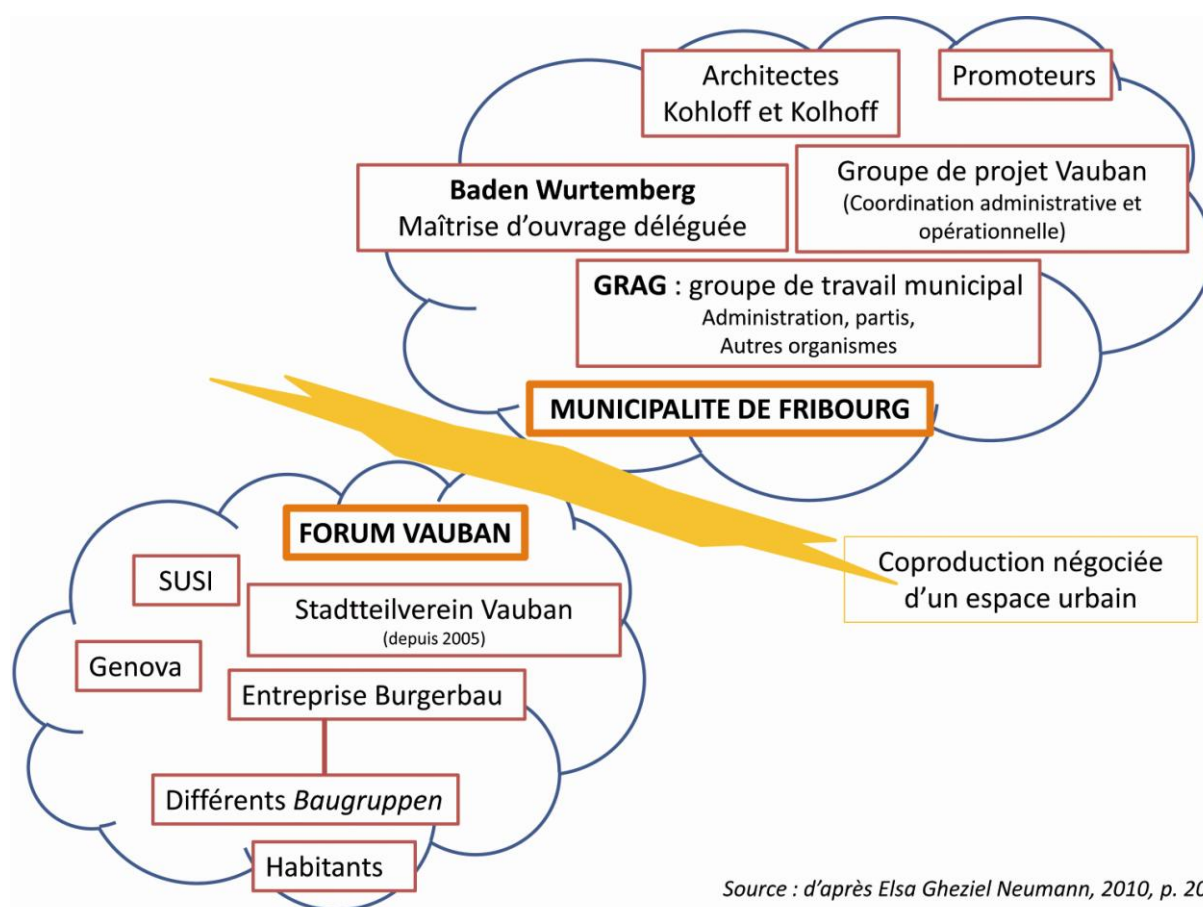 Architectes
Kohloff et Kolhoff
Promoteurs
Baden Wurtemberg
Maîtrise d'ouvrage déléguée
Groupe de projet Vauban
(Coordination administrative et
opérationnelle)
GRAG : groupe de travail municipal
Administration, partis,
Autres organismes
MUNICIPALITE DE FRIBOURG
FORUM VAUBAN
SUSI
Stadtteilverein Vauban
(depuis 2005)
Genova
Entreprise Burgerbau
Différents Baugruppen
Habitants
Coproduction négociée
d'un espace urbain
Source : d'après Elsa Gheziel Neumann, 2010, p. 20